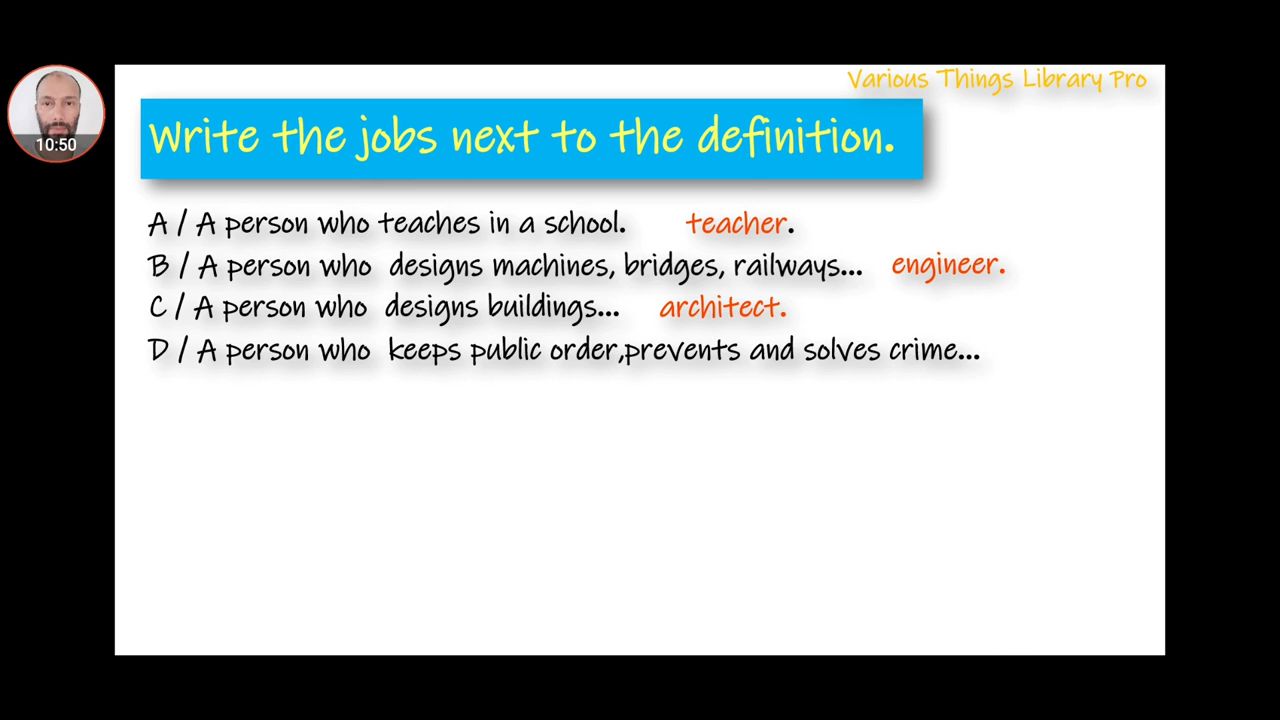 Various Things Library Pro
10:50
Write the jobs next to the definition.
A / A person who teaches in a school. teacher.
B / A person who designs machines, bridges, railways... engineer.
C / A person who designs buildings... architect.
D / A person who keeps public order,prevents and solves crime...